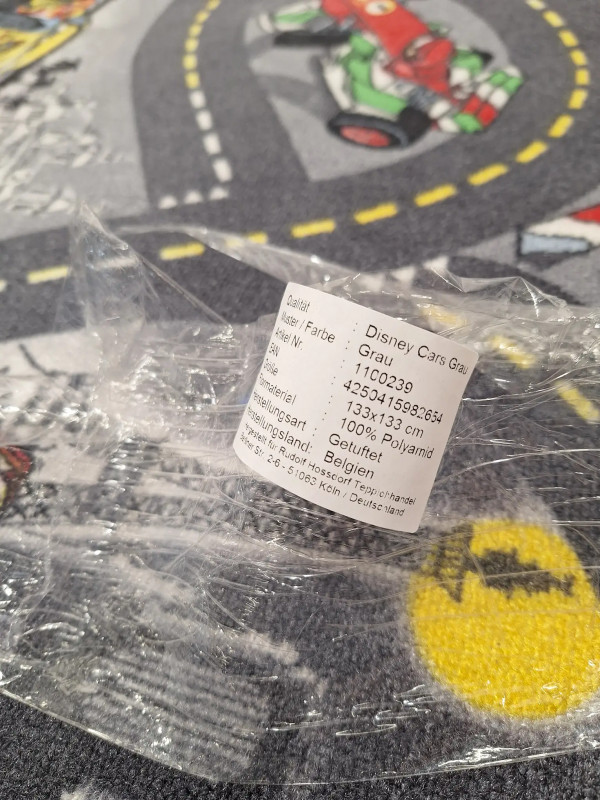 Qualität : Disney Cars Grau
Muster / Farbe : Grau
Artikel Nr. : 1100239
EAN : 4250415982654
Größe : 133x133 cm
material : 100% Polyamid
Herstellungsart : Getuftet
Herstellungsland: Belgien
Hergestellt für Rudolf Hossdorf Teppichhandel
Str. 2-6 - 51063 Köln / Deutschland